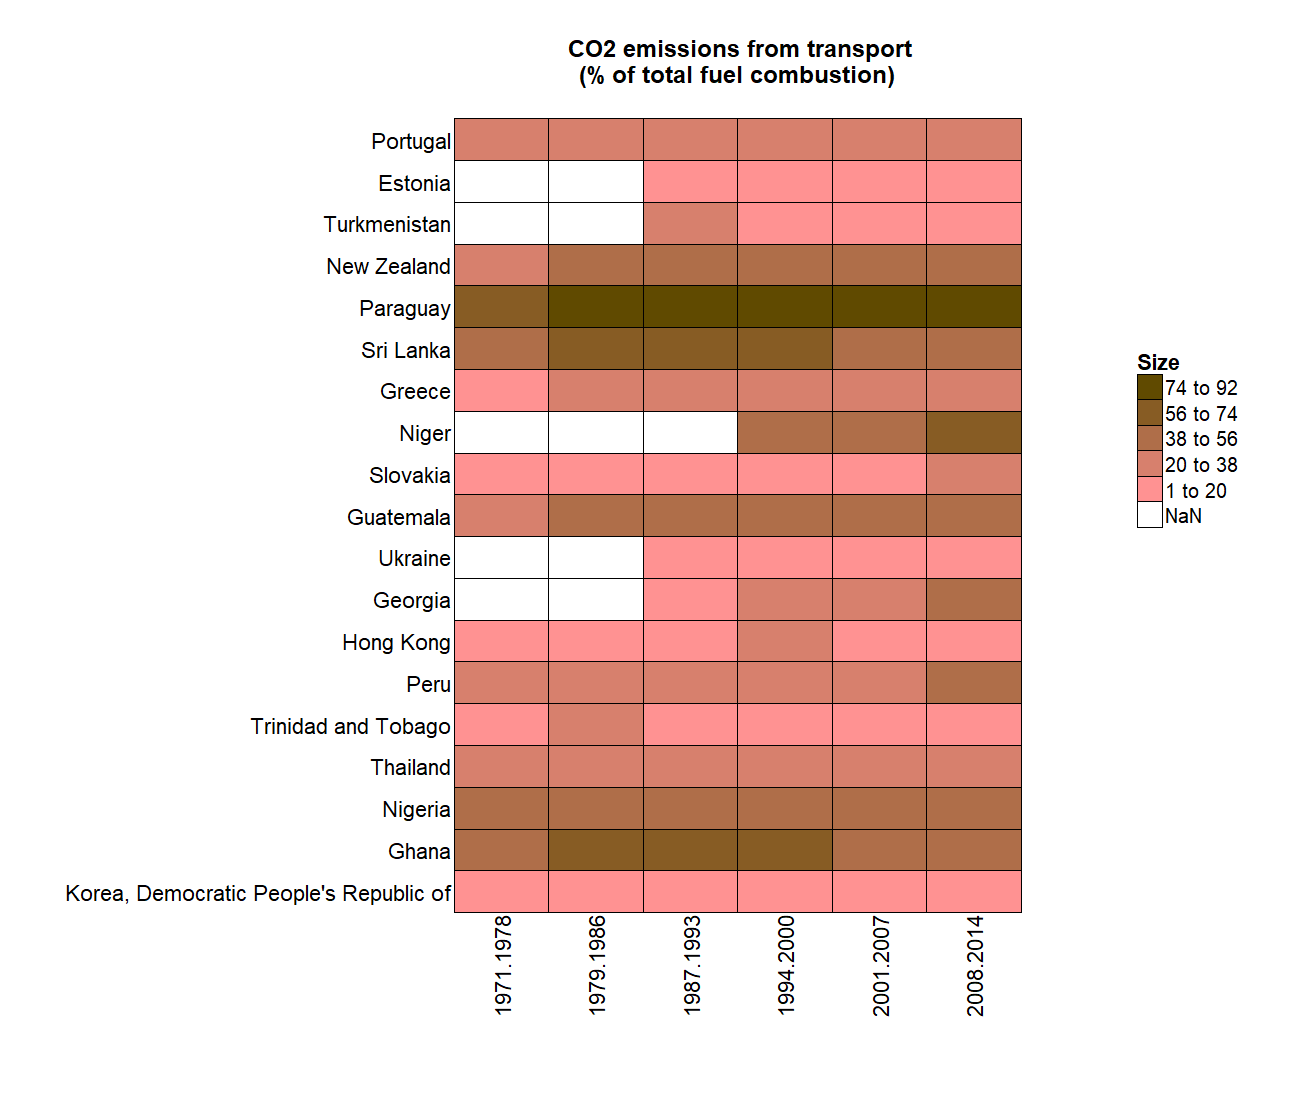 CO2 emissions from transport
(% of total fuel combustion)
Portugal
Estonia
Turkmenistan
New Zealand
Paraguay
Sri Lanka
Greece
Niger
Slovakia
Guatemala
Ukraine
Georgia
Hong Kong
Peru
Trinidad and Tobago
Thailand
Nigeria
Ghana
Korea, Democratic People's Republic of
1971.1978
1979.1986
1987.1993
1994.2000
2001.2007
2008.2014
Size
74 to 92
56 to 74
38 to 56
20 to 38
1 to 20
NaN